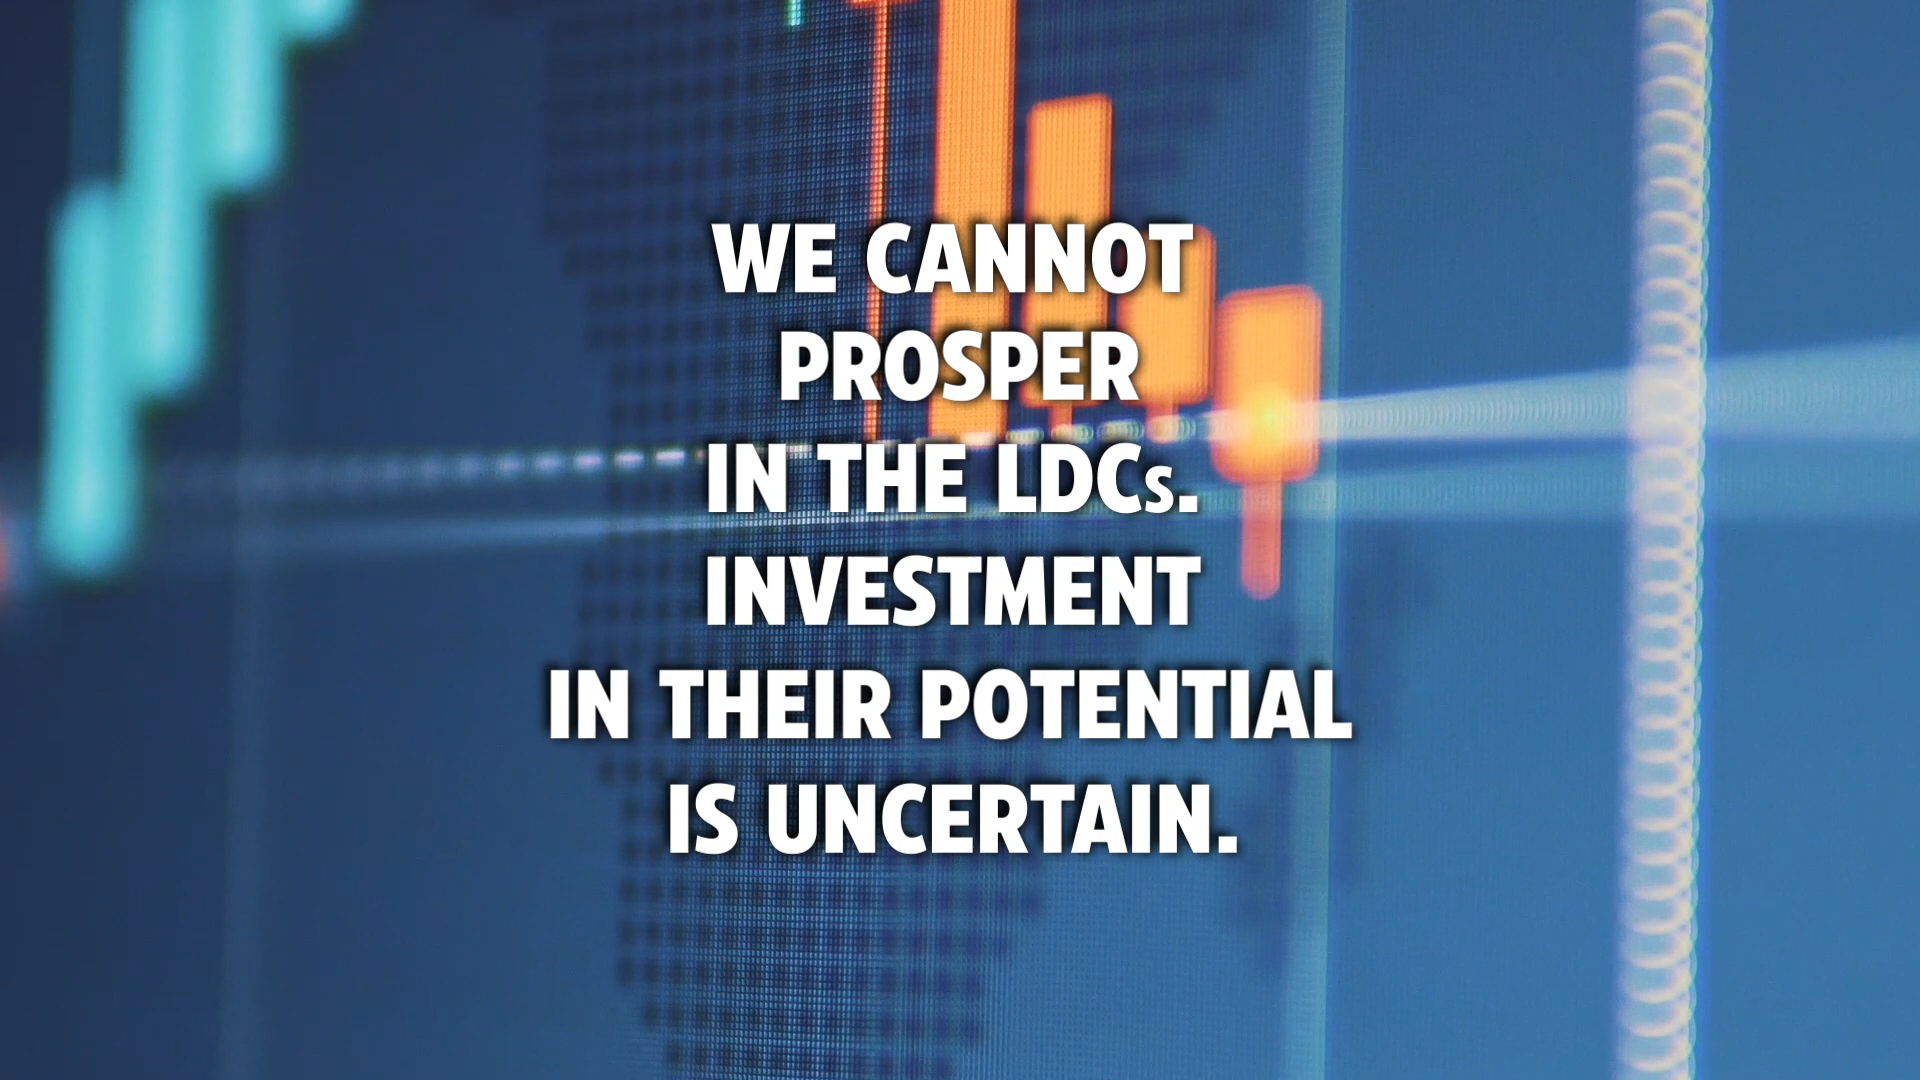 WE CANNOT
PROSPER
IN THE LDCs.
INVESTMENT
IN THEIR POTENTIAL
IS UNCERTAIN.